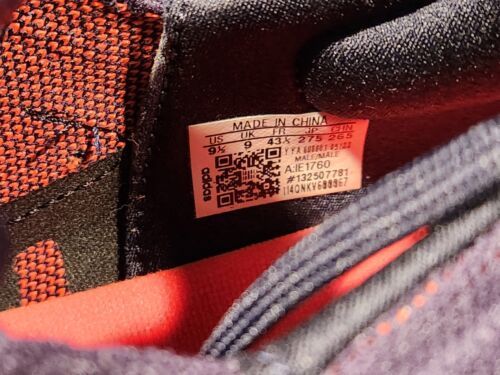 MADE IN CHINA
US UK FR JP CHN
9½ 9 43⅓ 275 265
MALE/MALE
A:IE1760
#132507781
adidas